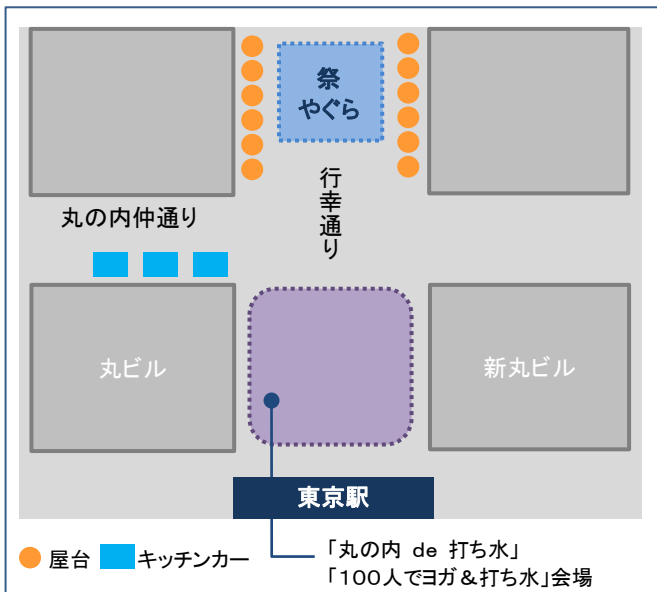 祭
やぐら
行幸通り
丸の内仲通り
丸ビル
新丸ビル
東京駅
屋台
キッチンカー
「丸の内 de 打ち水」
「100人でヨガ&打ち水」会場